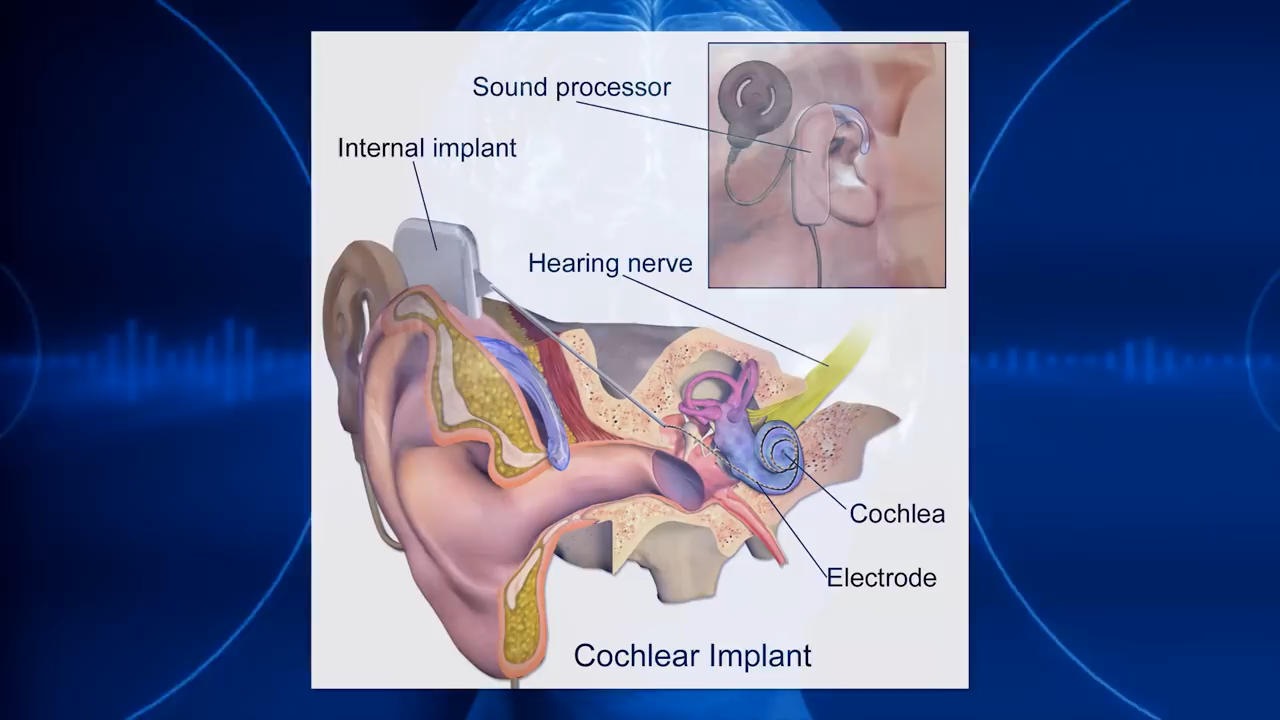 Sound processor
Internal implant
Hearing nerve
Cochlea
Electrode
Cochlear Implant